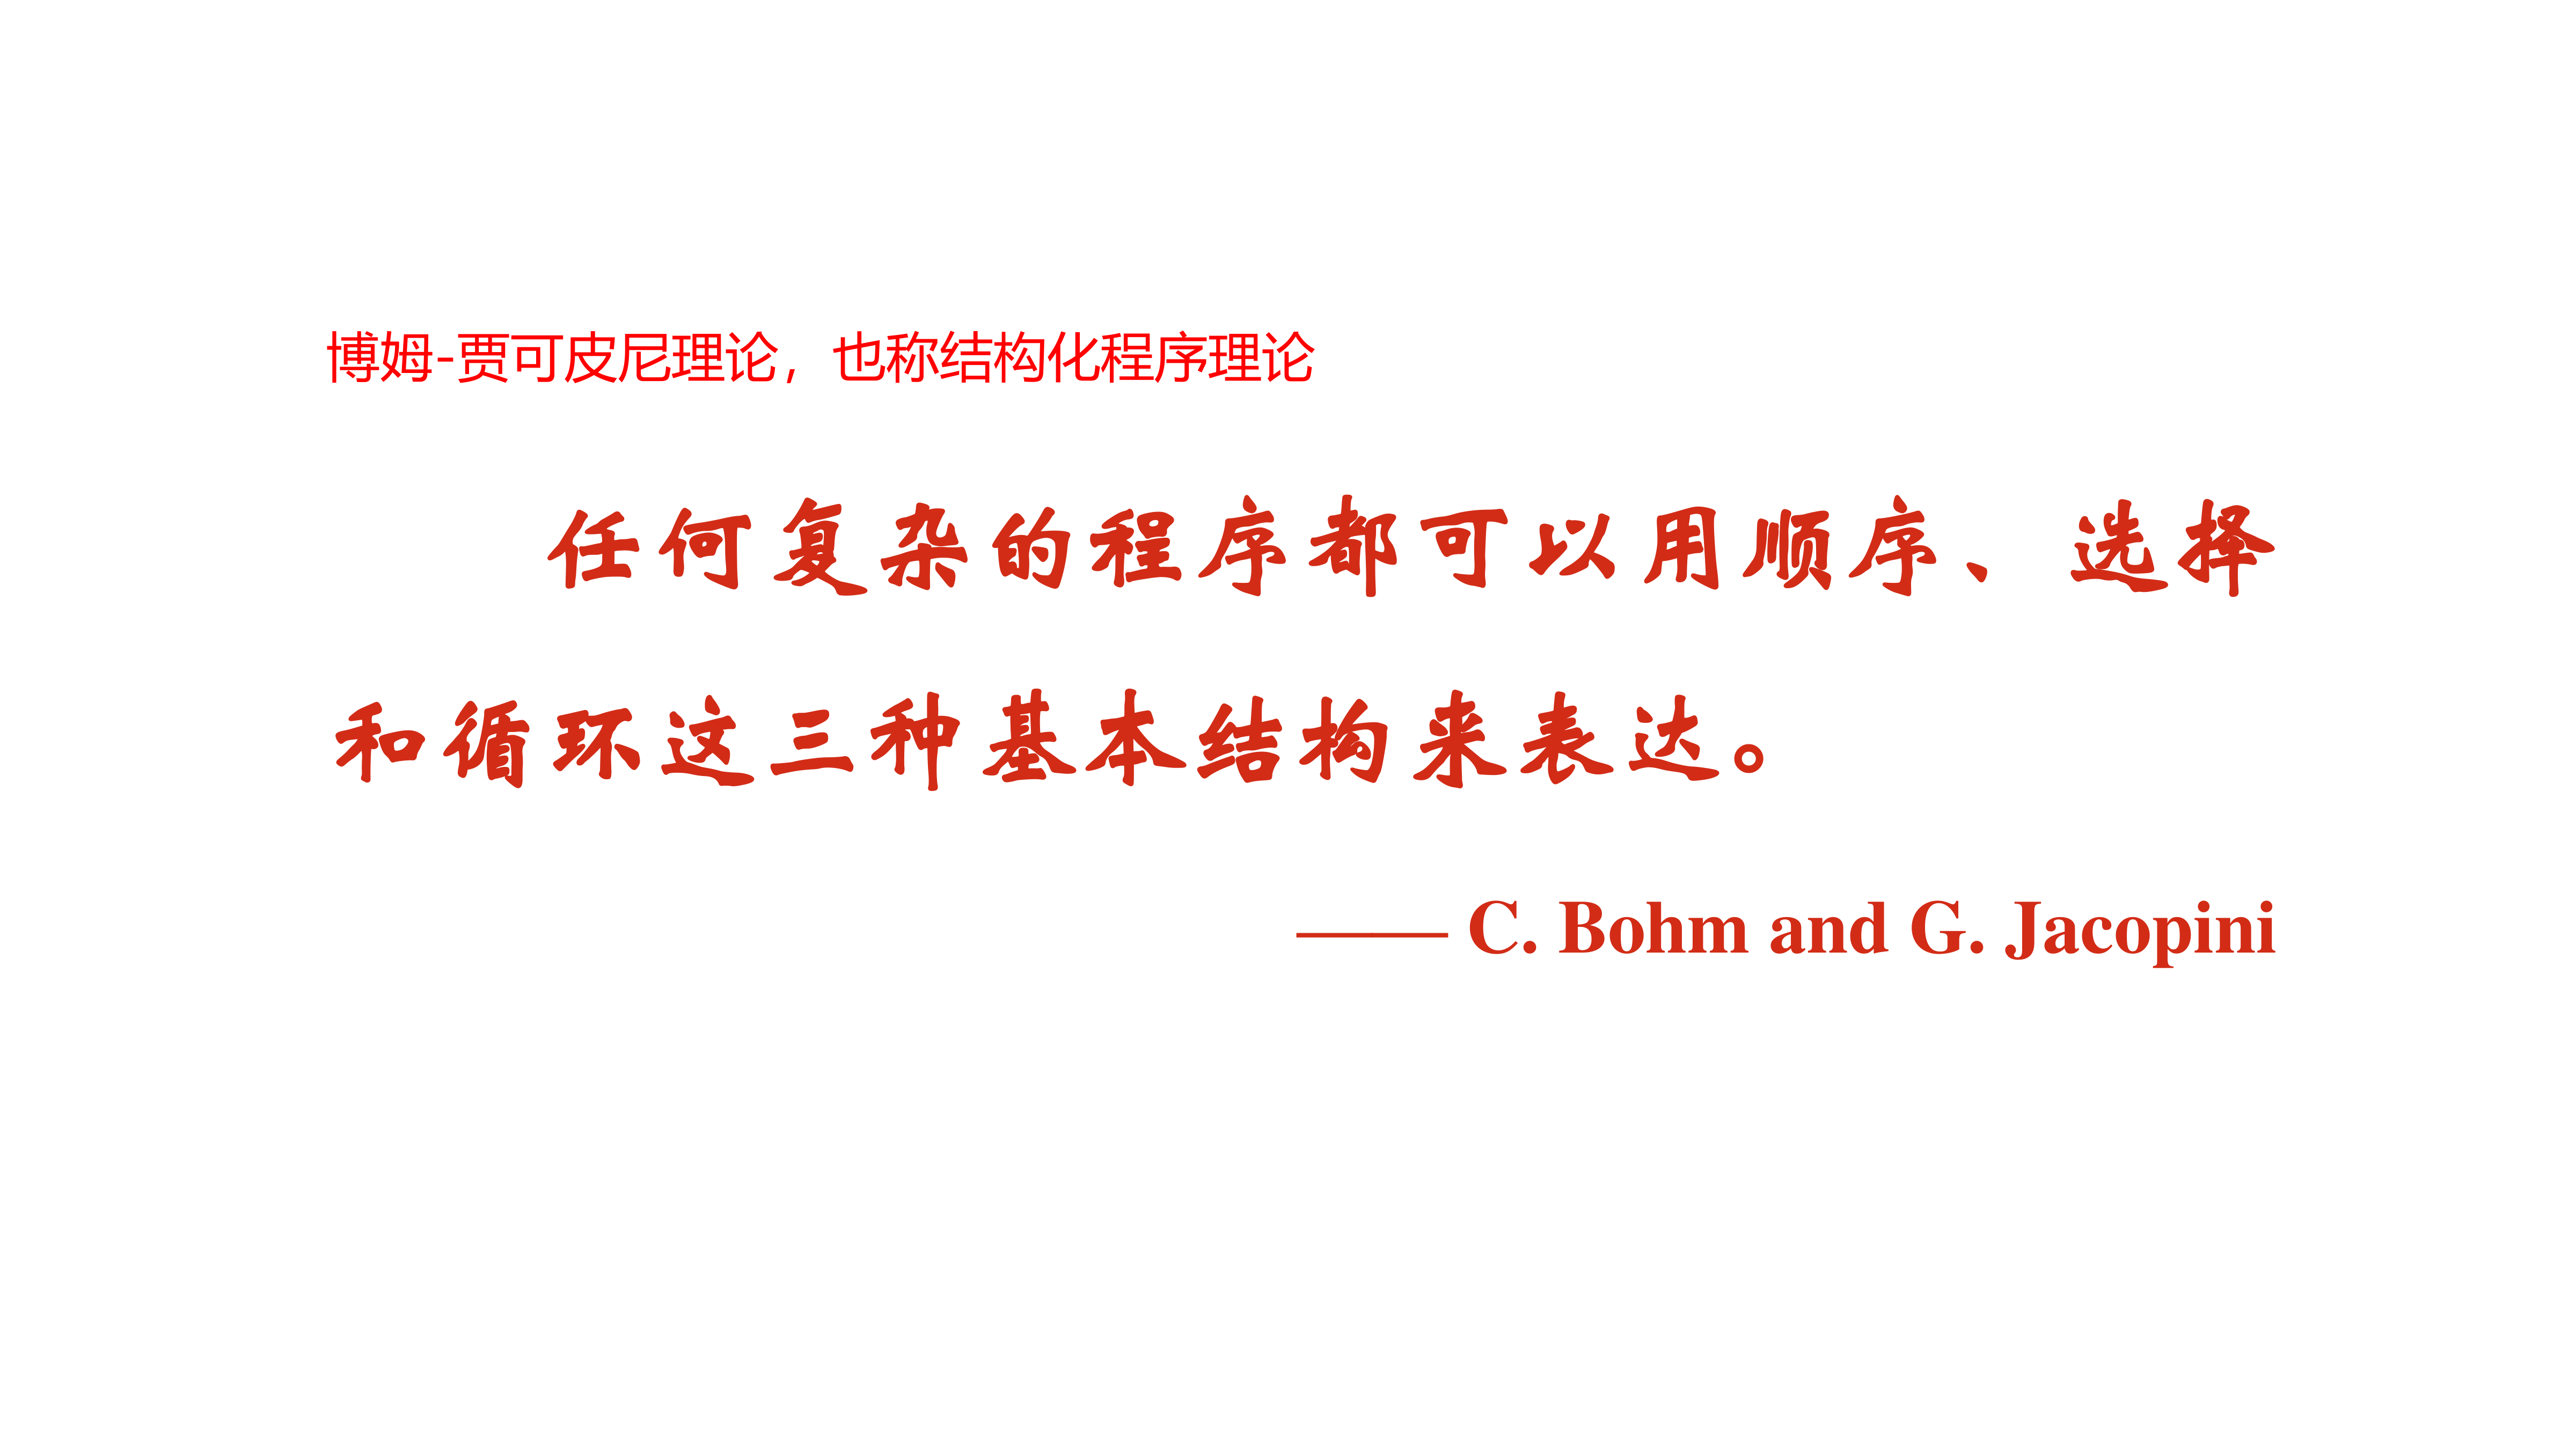 博姆-贾可皮尼理论，也称结构化程序理论
任何复杂的程序都可以用顺序、选择
和循环这三种基本结构来表达。
—— C. Bohm and G. Jacopini